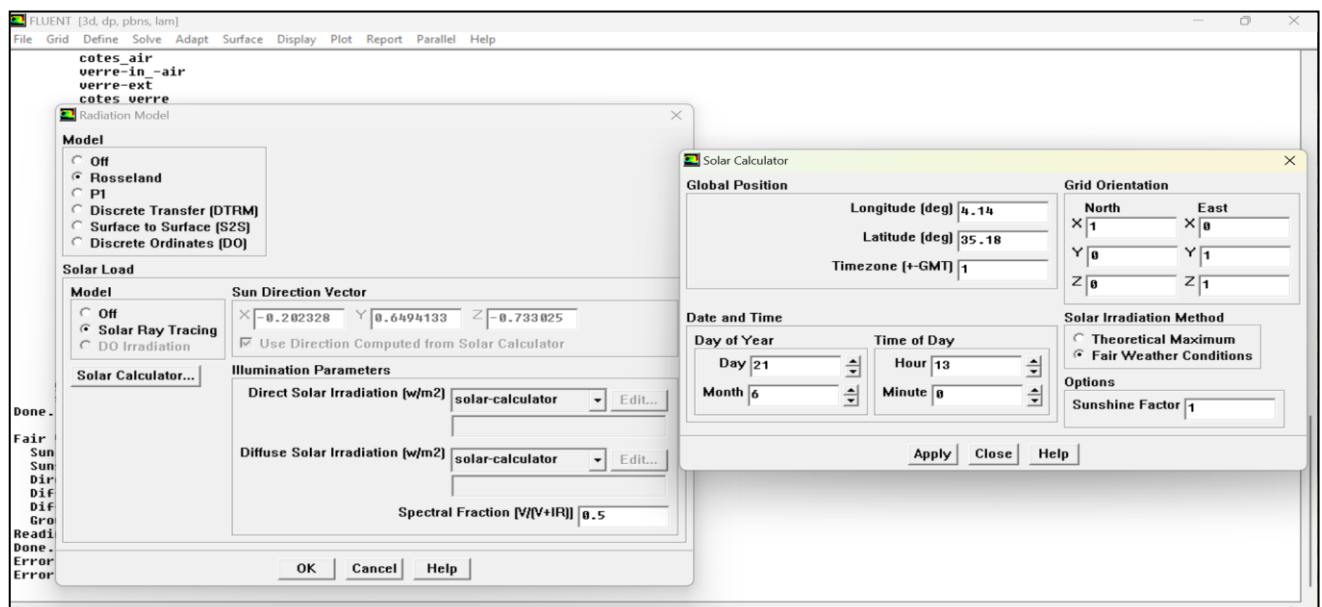 FLUENT [3d, dp, pbns, lam]
File Grid Define Solve Adapt Surface Display Plot Report Parallel Help
cotes_air
verre-in_-air
verre-ext
cotes_verre
Radiation Model
Model
Off
Rosseland
P1
Discrete Transfer (DTRM)
Surface to Surface (S2S)
Discrete Ordinates (DO)
Solar Load
Model
Off
Solar Ray Tracing
DO Irradiation
Solar Calculator...
Sun Direction Vector
X -0.202328 Y 0.6494133 Z -0.733025
Use Direction Computed from Solar Calculator
Illumination Parameters
Direct Solar Irradiation (w/m2) solar-calculator Edit...
Diffuse Solar Irradiation (w/m2) solar-calculator Edit...
Spectral Fraction [V/(V+IR)] 0.5
OK Cancel Help
Solar Calculator
Global Position
Longitude (deg) 4.14
Latitude (deg) 35.18
Timezone (+-GMT) 1
Grid Orientation
North East
X 1 X 0
Y 0 Y 1
Z 0 Z 1
Date and Time
Day of Year
Day 21
Month 6
Time of Day
Hour 13
Minute 0
Solar Irradiation Method
Theoretical Maximum
Fair Weather Conditions
Options
Sunshine Factor 1
Apply Close Help
Done.
Fair
Sun
Sun
Dir
Dif
Dif
Gro
Readi
Done.
Error
Error